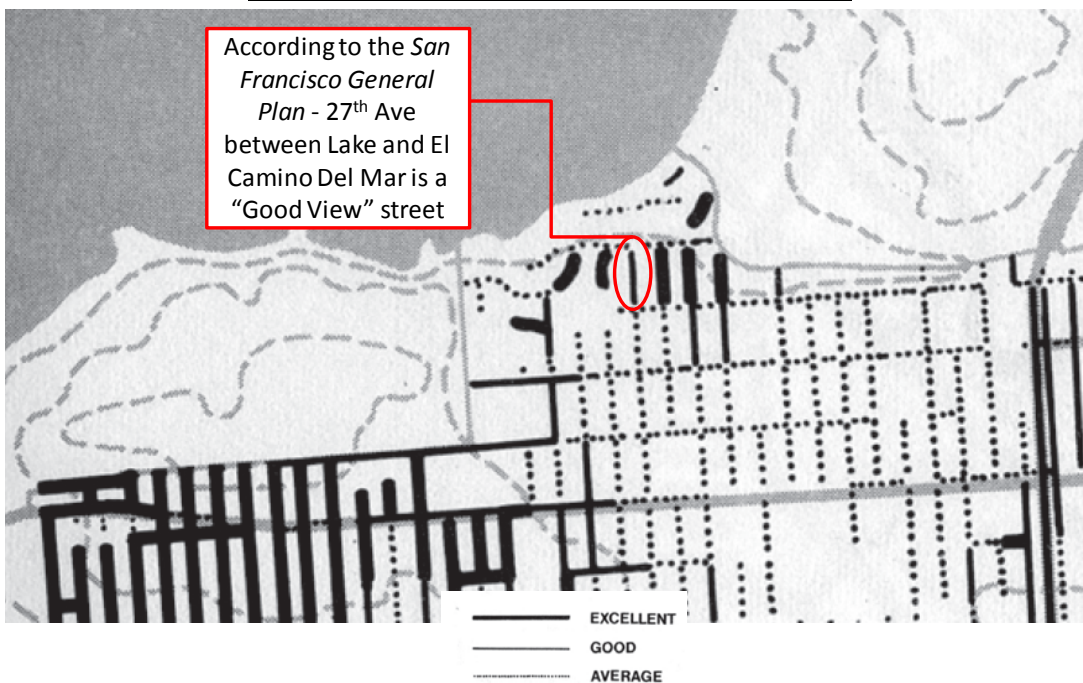 According to the San
Francisco General
Plan - 27th Ave
between Lake and El
Camino Del Mar is a
“Good View” street
EXCELLENT
GOOD
AVERAGE